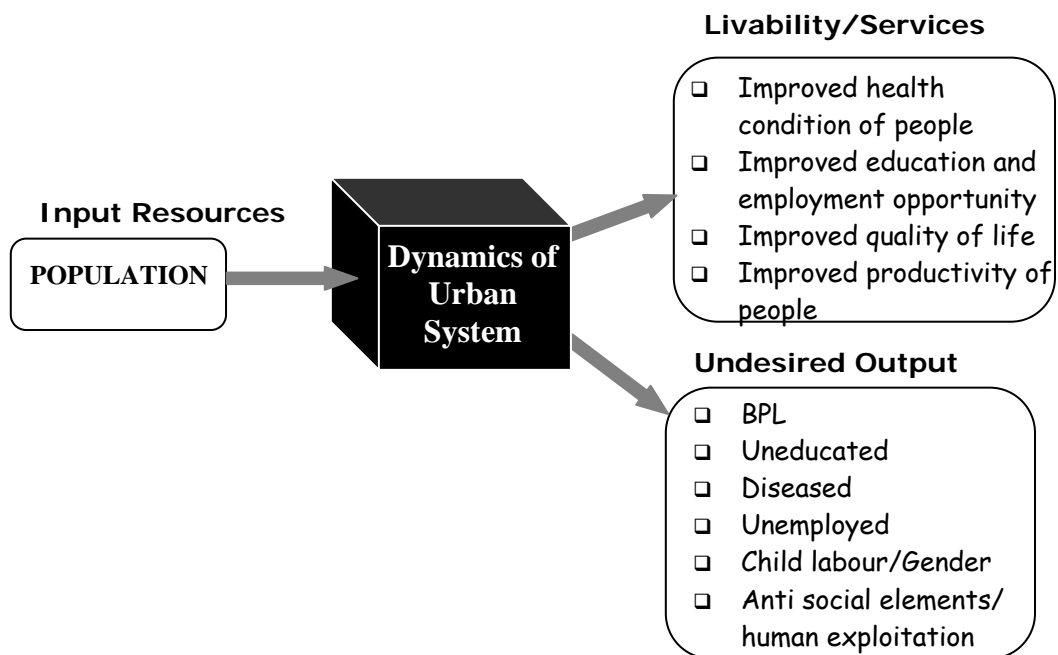 Livability/Services
❑ Improved health
condition of people
❑ Improved education and
employment opportunity
❑ Improved quality of life
❑ Improved productivity of
people
Input Resources
POPULATION
Dynamics of
Urban
System
Undesired Output
❑ BPL
❑ Uneducated
❑ Diseased
❑ Unemployed
❑ Child labour/Gender
❑ Anti social elements/
human exploitation